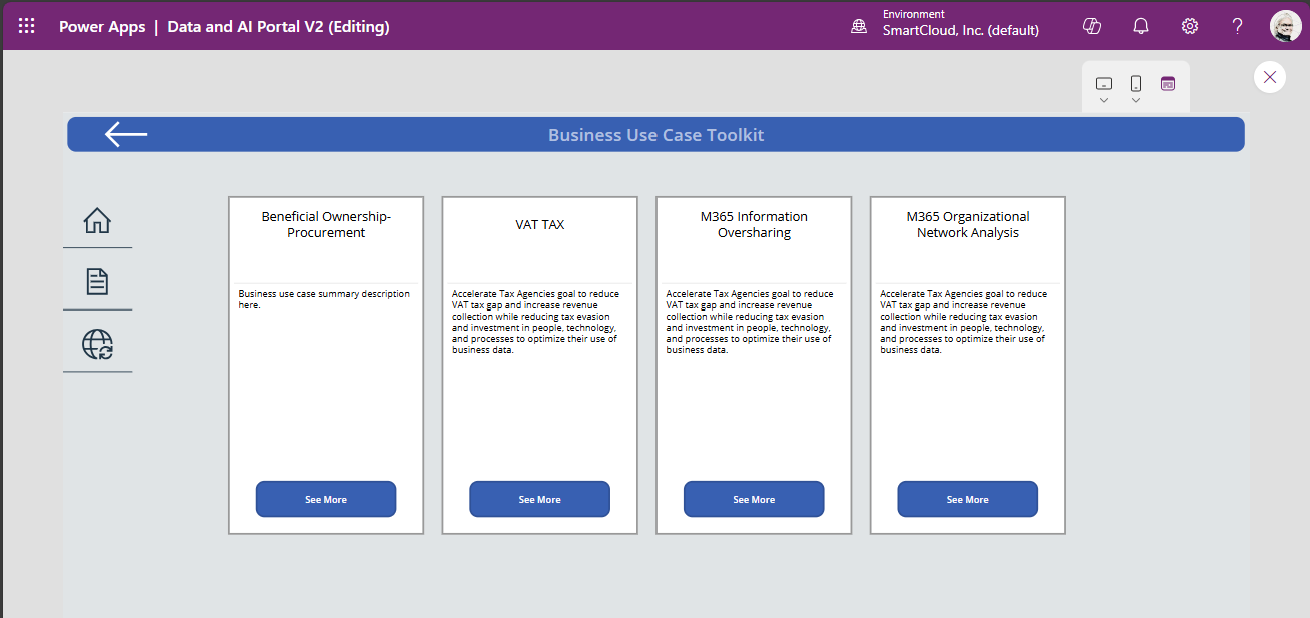 Power Apps | Data and AI Portal V2 (Editing)
Environment
SmartCloud, Inc. (default)
Business Use Case Toolkit
Beneficial Ownership-
Procurement
Business use case summary description
here.
See More
VAT TAX
Accelerate Tax Agencies goal to reduce
VAT tax gap and increase revenue
collection while reducing tax evasion
and investment in people, technology,
and processes to optimize their use of
business data.
See More
M365 Information
Oversharing
Accelerate Tax Agencies goal to reduce
VAT tax gap and increase revenue
collection while reducing tax evasion
and investment in people, technology,
and processes to optimize their use of
business data.
See More
M365 Organizational
Network Analysis
Accelerate Tax Agencies goal to reduce
VAT tax gap and increase revenue
collection while reducing tax evasion
and investment in people, technology,
and processes to optimize their use of
business data.
See More